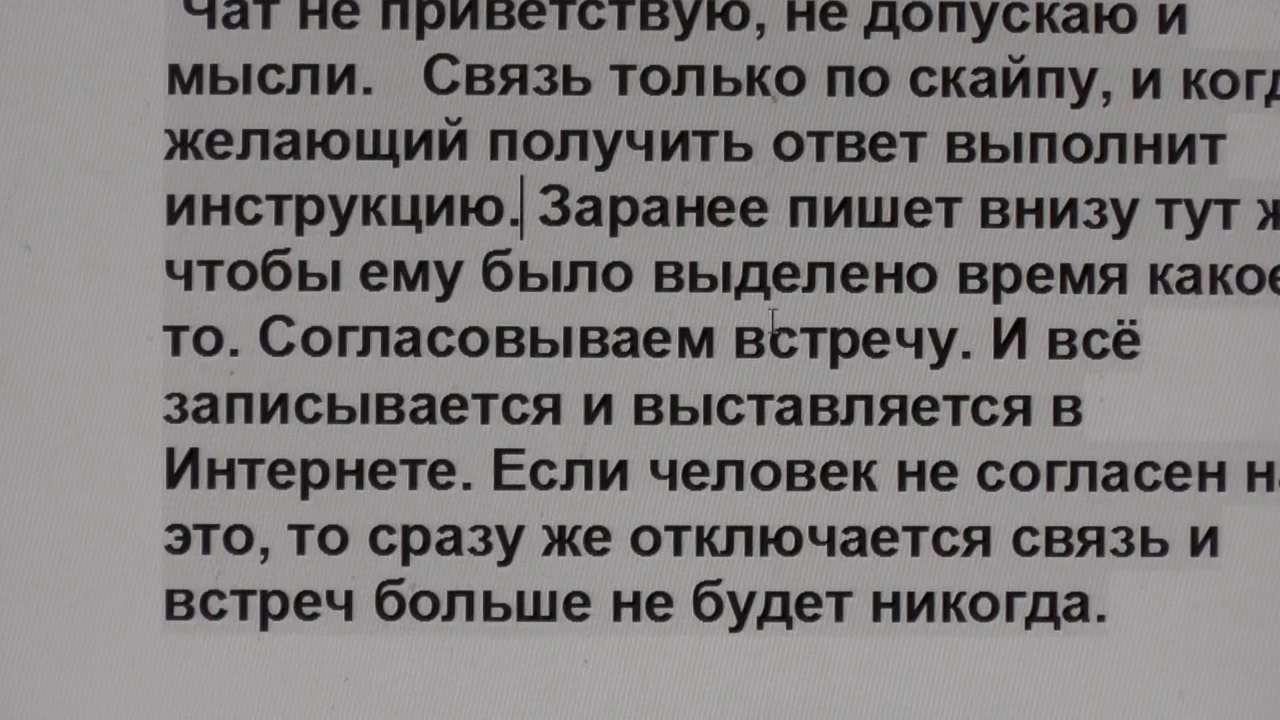 Чат не приветствую, не допускаю и
мысли. Связь только по скайпу, и
желающий получить ответ выполнит
инструкцию. Заранее пишет внизу тут
чтобы ему было выделено время
то. Согласовываем встречу. И всё
записывается и выставляется в
Интернете. Если человек не согласен
это, то сразу же отключается связь и
встреч больше не будет никогда.